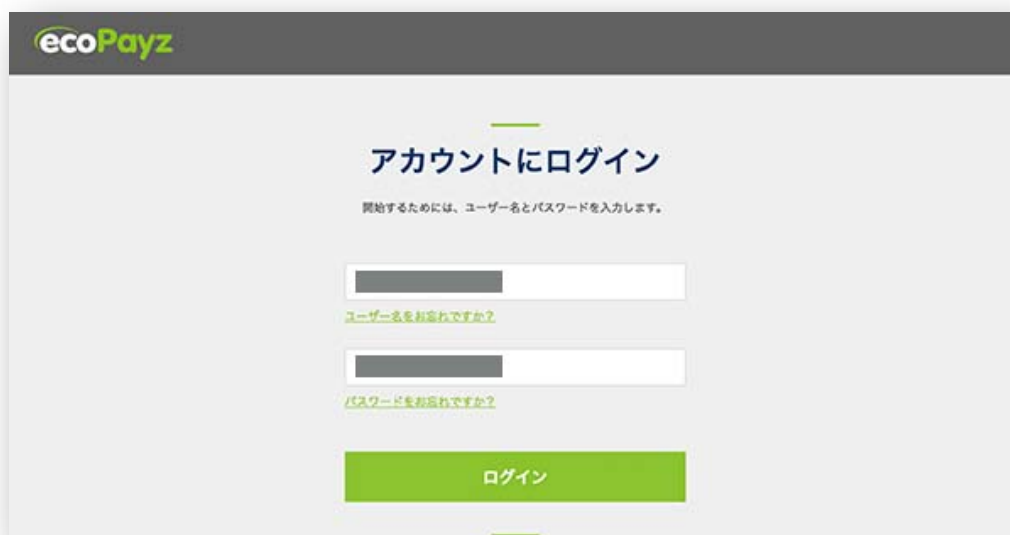 ecoPayz
アカウントにログイン
開始するためには、ユーザー名とパスワードを入力します。
ユーザー名をお忘れですか？
パスワードをお忘れですか？
ログイン